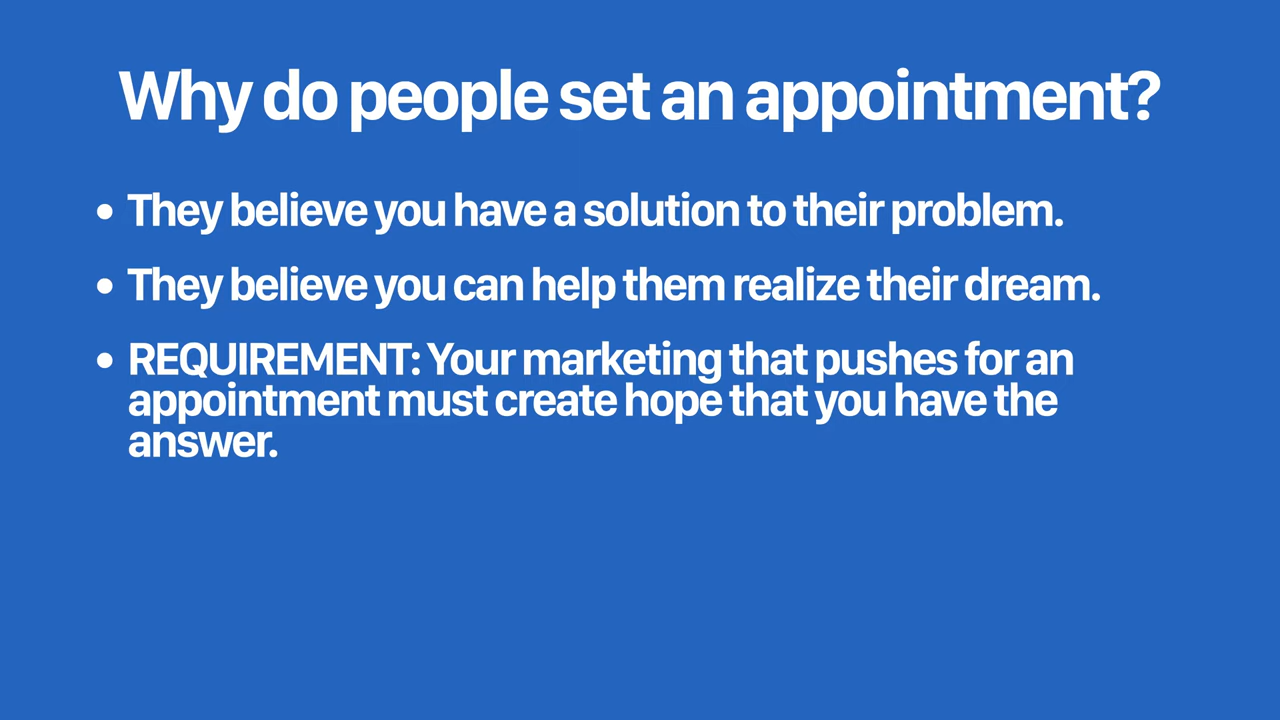 Why do people set an appointment?
• They believe you have a solution to their problem.
• They believe you can help them realize their dream.
• REQUIREMENT: Your marketing that pushes for an
appointment must create hope that you have the
answer.